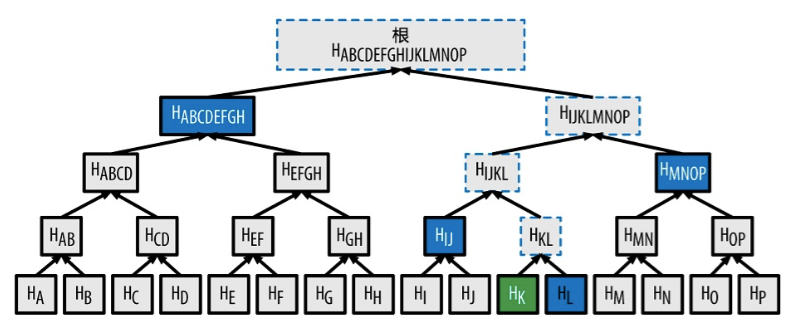 根
HABCDEFGHIJKLMNOP
HABCDEFGH
HIJKLMNOP
HABCD
HEFGH
HIJKL
HMNOP
HAB
HCD
HEF
HGH
HIJ
HKL
HMN
HOP
HA
HB
HC
HD
HE
HF
HG
HH
HI
HJ
HK
HL
HM
HN
HO
HP